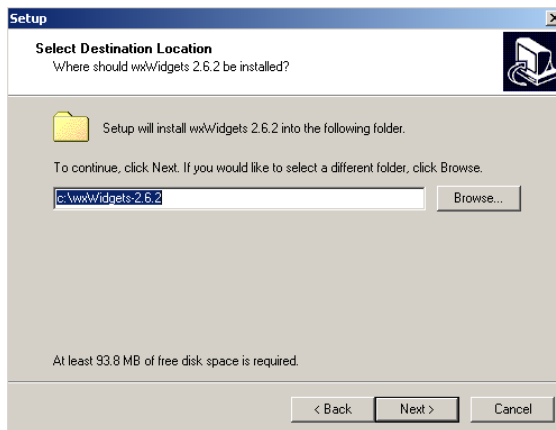 Setup
Select Destination Location
Where should wxWidgets 2.6.2 be installed?
Setup will install wxWidgets 2.6.2 into the following folder.
To continue, click Next. If you would like to select a different folder, click Browse.
c:\wxWidgets-2.6.2
Browse...
At least 93.8 MB of free disk space is required.
< Back
Next >
Cancel